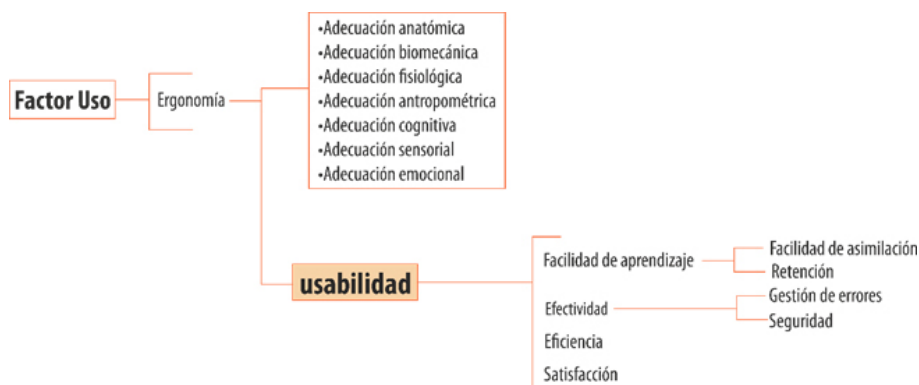 Factor Uso
Ergonomía
•Adecuación anatómica
•Adecuación biomecánica
•Adecuación fisiológica
•Adecuación antropométrica
•Adecuación cognitiva
•Adecuación sensorial
•Adecuación emocional
usabilidad
Facilidad de aprendizaje
Facilidad de asimilación
Retención
Efectividad
Gestión de errores
Seguridad
Eficiencia
Satisfacción